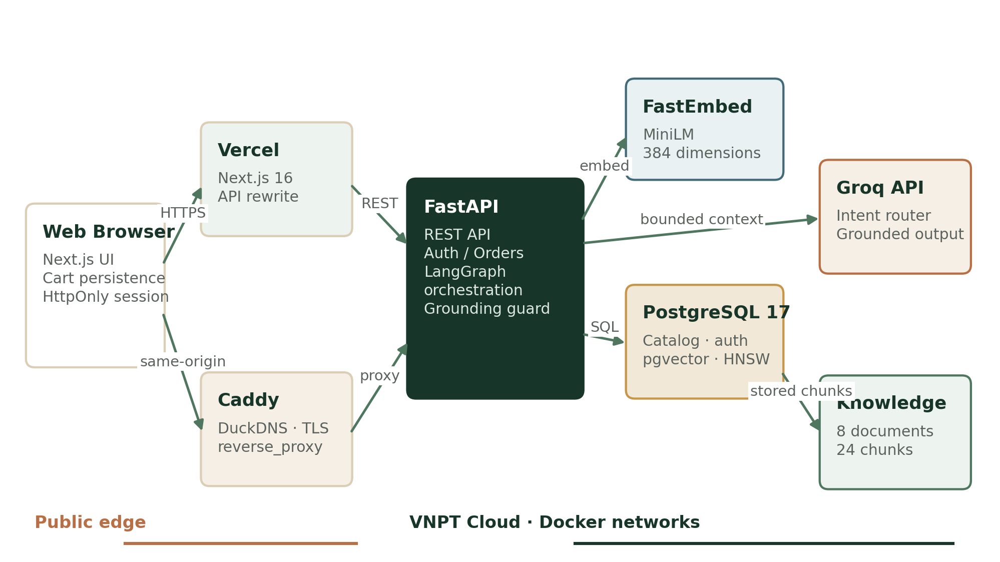 FastEmbed
MiniLM
384 dimensions
Vercel
Next.js 16
API rewrite
embed
Groq API
Intent router
Grounded output
HTTPS
REST
FastAPI
REST API
Auth / Orders
LangGraph
orchestration
Grounding guard
bounded context
Web Browser
Next.js UI
Cart persistence
HttpOnly session
PostgreSQL 17
Catalog · auth
pgvector · HNSW
SQL
same-origin
proxy
stored chunks
Caddy
DuckDNS · TLS
reverse_proxy
Knowledge
8 documents
24 chunks
Public edge
VNPT Cloud · Docker networks